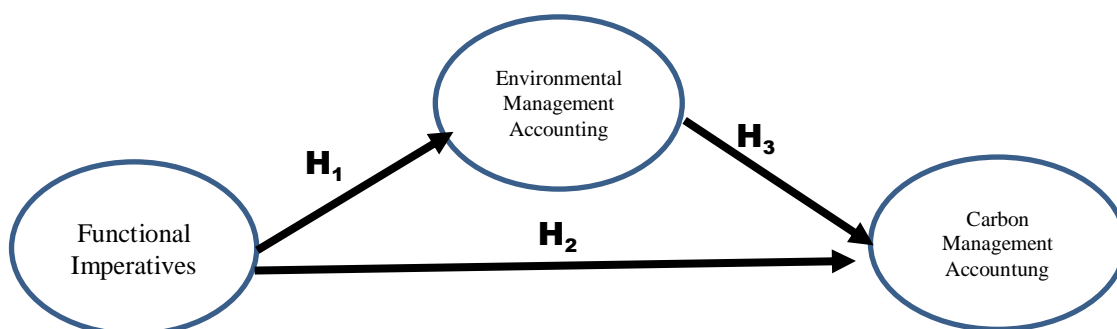 Environmental
Management
Accounting
H₁
H₃
Functional
Imperatives
H₂
Carbon
Management
Accountung